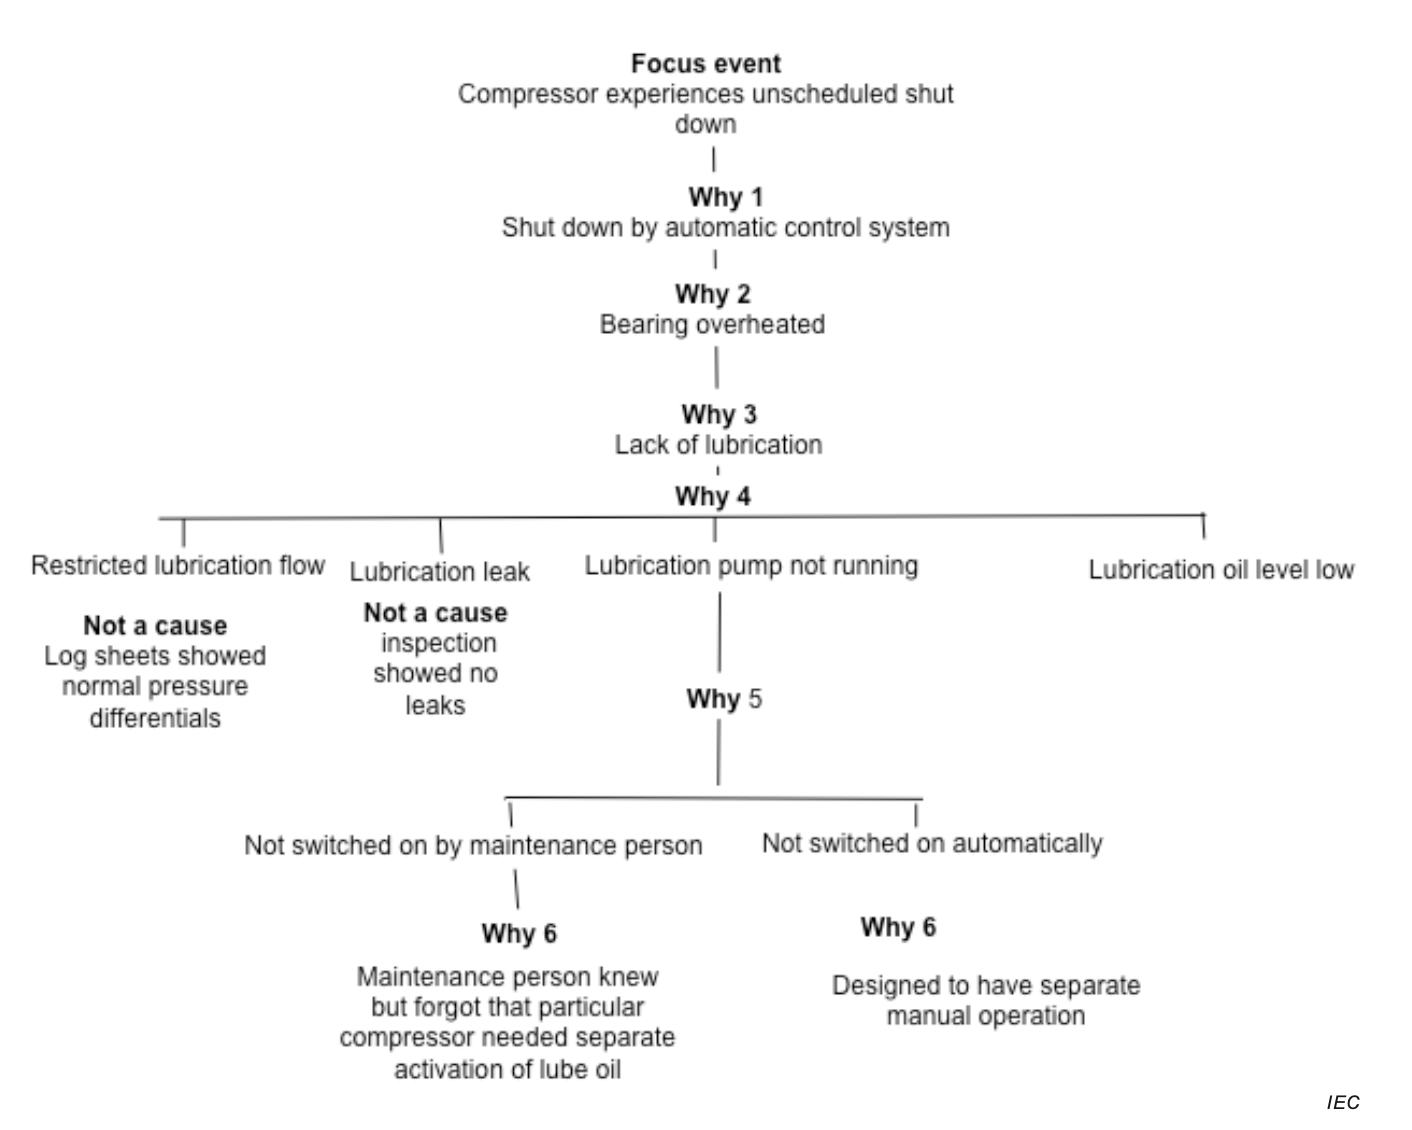 Focus event
Compressor experiences unscheduled shut
down
Why 1
Shut down by automatic control system
Why 2
Bearing overheated
Why 3
Lack of lubrication
Why 4
Restricted lubrication flow
Not a cause
Log sheets showed
normal pressure
differentials
Lubrication leak
Not a cause
inspection
showed no
leaks
Lubrication pump not running
Lubrication oil level low
Why 5
Not switched on by maintenance person
Not switched on automatically
Why 6
Maintenance person knew
but forgot that particular
compressor needed separate
activation of lube oil
Why 6
Designed to have separate
manual operation
IEC